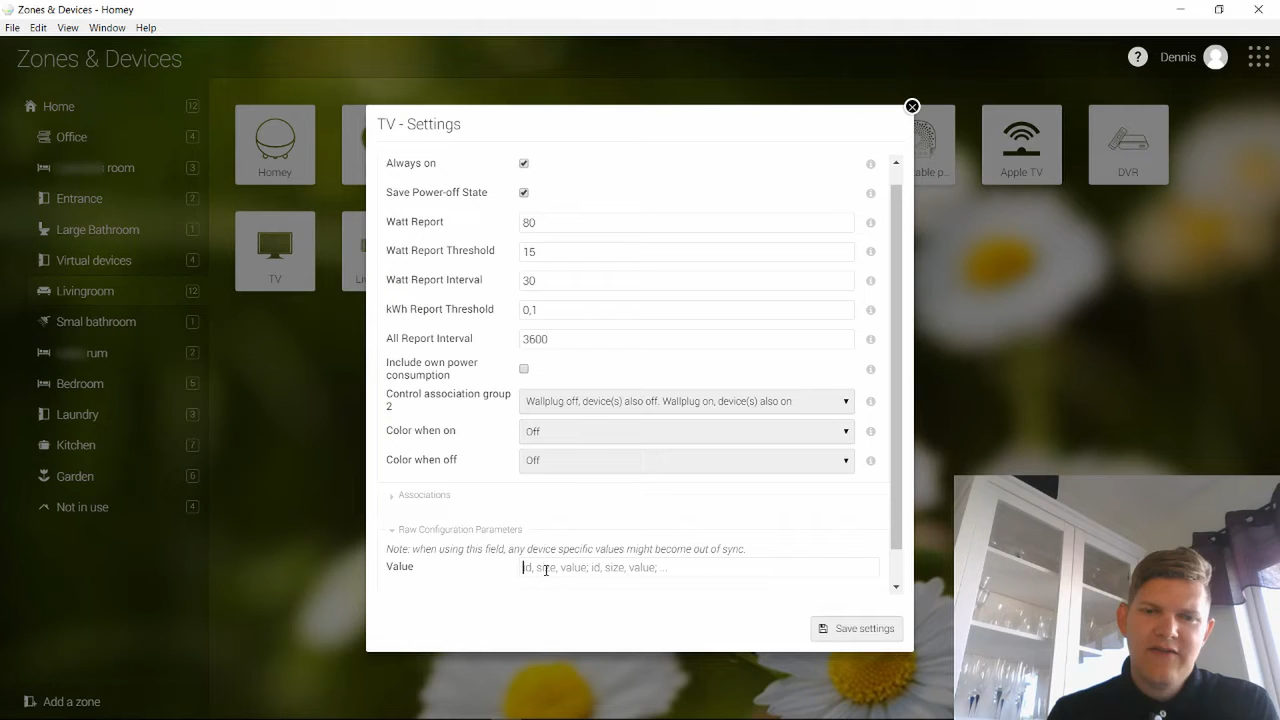 Zones & Devices - Homey
File Edit View Window Help
Zones & Devices
? Dennis
Home 12
Office 4
room 3
Entrance 2
Large Bathroom 1
Virtual devices 4
Livingroom 12
Smal bathroom 1
rum 2
Bedroom 5
Laundry 3
Kitchen 7
Garden 6
Not in use 4
Add a zone
Homey
table p...
Apple TV
DVR
TV
TV - Settings
Always on
Save Power-off State
Watt Report 80
Watt Report Threshold 15
Watt Report Interval 30
kWh Report Threshold 0,1
All Report Interval 3600
Include own power
consumption
Control association group
2
Wallplug off, device(s) also off. Wallplug on, device(s) also on
Color when on Off
Color when off Off
Associations
Raw Configuration Parameters
Note: when using this field, any device specific values might become out of sync.
Value id, size, value; id, size, value; ...
Save settings